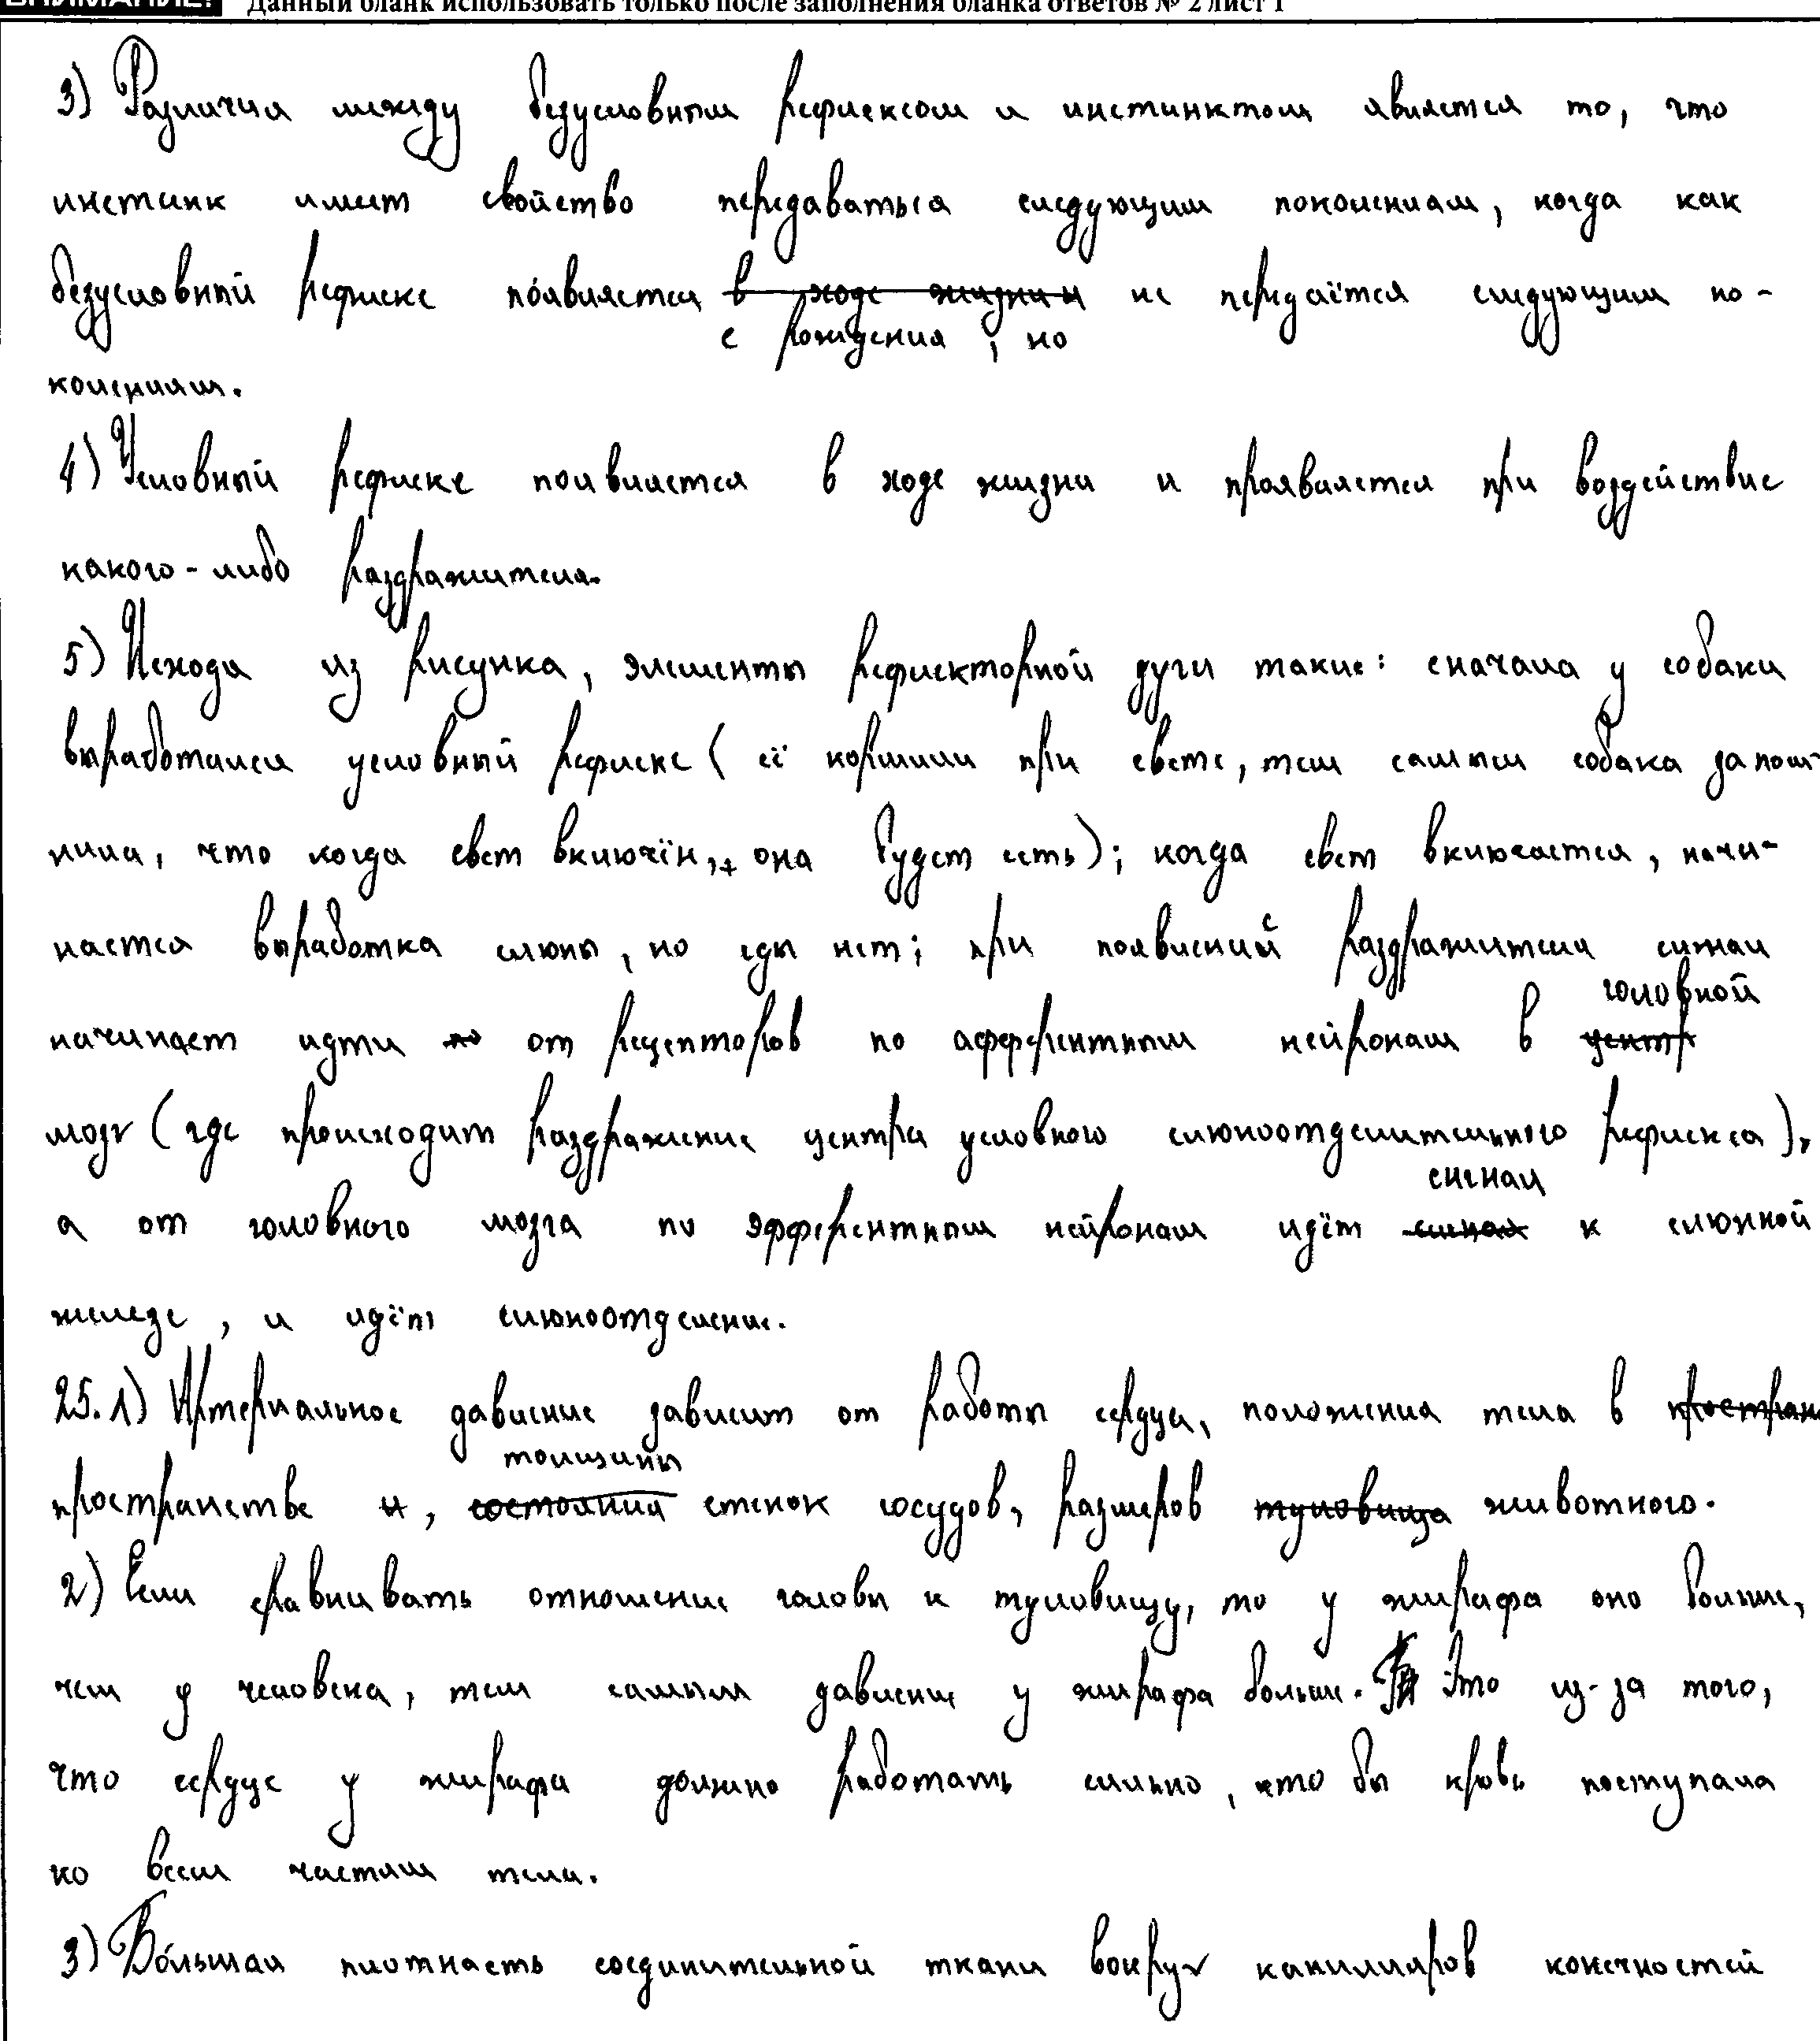 ВНИМАНИЕ! Данный бланк использовать только после заполнения бланка ответов № 2 лист 1
3) Различия между безусловным рефлексом и инстинктом является то, что
инстинк имеет свойство передаваться следующим поколениям, когда как
безусловный рефлекс появляется в ходе жизни и не передаётся следующим по-
с рождения, но
колениям.
4) Условный рефлекс появляется в ходе жизни и проявляется при воздействие
какого-либо раздражителя.
5) Исходя из рисунка, элементы рефлекторной дуги такие: сначала у собаки
выработался условный рефлекс (её кормили при свете, тем самым собака запом-
нила, что когда свет включён, она будет есть); когда свет включается, начи-
нается выработка слюны, но еды нет; при появлений раздражителя сигнал
головной
начинает идти по от рецепторов по афферентным нейронам в центр
мозг (где происходит раздражение центра условного слюноотделительного рефлекса),
сигнал
а от головного мозга по эфферентным нейронам идёт к слюнной
железе, и идёт слюноотделение.
25. 1) Артериальное давление зависит от работы сердца, положения тела в простран
толщины
пространстве и, состояния стенок сосудов, размеров туловища животного.
2) Если сравнивать отношение головы к туловищу, то у жирафа оно больше,
чем у человека, тем самым давление у жирафа больше. Это из-за того,
что сердце у жирафа должно работать сильно, что бы кровь поступала
ко всем частям тела.
3) Большая плотность соединительной ткани вокруг капилляров конечностей